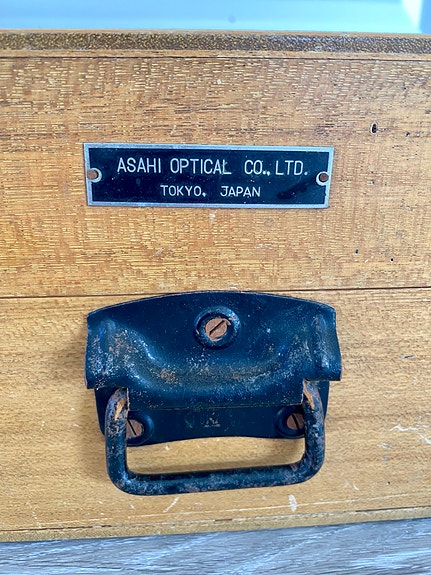 ASAHI OPTICAL CO., LTD.
TOKYO, JAPAN